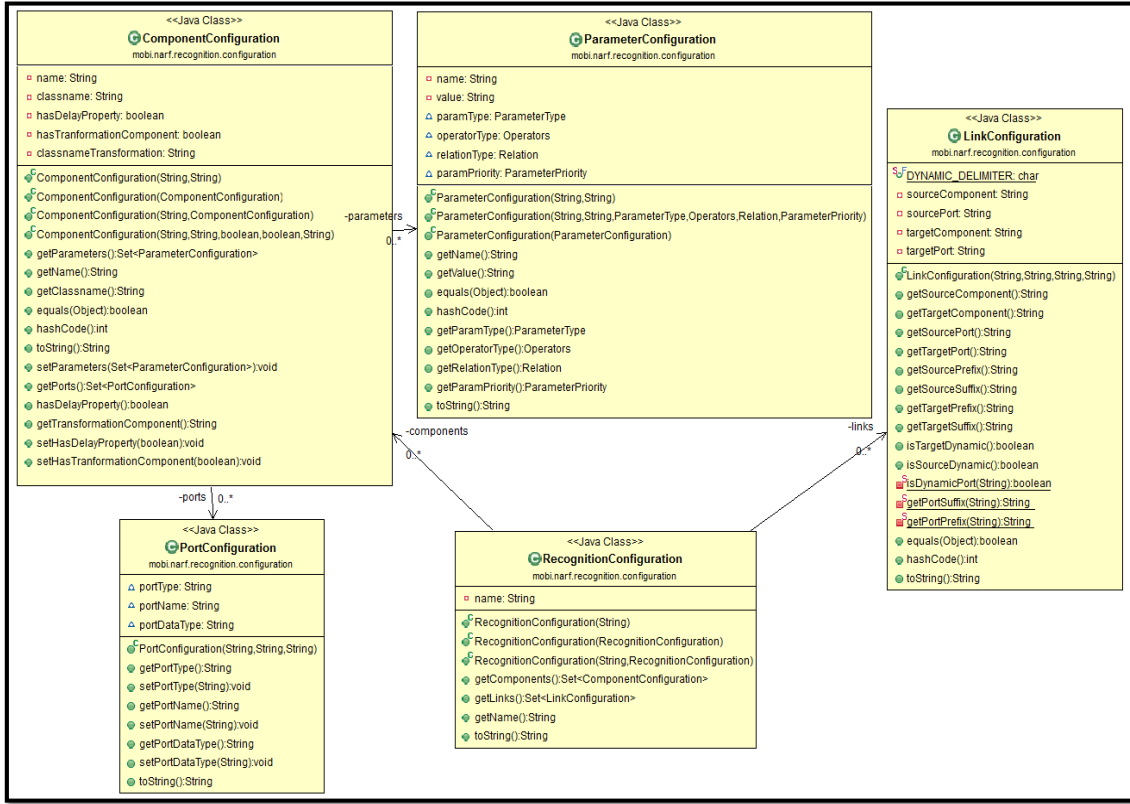 <<Java Class>>
ComponentConfiguration
mobi.narf.recognition.configuration
name: String
classname: String
hasDelayProperty: boolean
hasTranformationComponent: boolean
classnameTransformation: String
ComponentConfiguration(String,String)
ComponentConfiguration(ComponentConfiguration)
ComponentConfiguration(String,ComponentConfiguration)
ComponentConfiguration(String,String,boolean,boolean,String)
getParameters():Set<ParameterConfiguration>
getName():String
getClassname():String
equals(Object):boolean
hashCode():int
toString():String
setParameters(Set<ParameterConfiguration>):void
getPorts():Set<PortConfiguration>
hasDelayProperty():boolean
getTransformationComponent():String
setHasDelayProperty(boolean):void
setHasTranformationComponent(boolean):void
-parameters
0..*
<<Java Class>>
ParameterConfiguration
mobi.narf.recognition.configuration
name: String
value: String
paramType: ParameterType
operatorType: Operators
relationType: Relation
paramPriority: ParameterPriority
ParameterConfiguration(String,String)
ParameterConfiguration(String,String,ParameterType,Operators,Relation,ParameterPriority)
ParameterConfiguration(ParameterConfiguration)
getName():String
getValue():String
equals(Object):boolean
hashCode():int
getParamType():ParameterType
getOperatorType():Operators
getRelationType():Relation
getParamPriority():ParameterPriority
toString():String
<<Java Class>>
LinkConfiguration
mobi.narf.recognition.configuration
DYNAMIC_DELIMITER: char
sourceComponent: String
sourcePort: String
targetComponent: String
targetPort: String
LinkConfiguration(String,String,String,String)
getSourceComponent():String
getTargetComponent():String
getSourcePort():String
getTargetPort():String
getSourcePrefix():String
getSourceSuffix():String
getTargetPrefix():String
getTargetSuffix():String
isTargetDynamic():boolean
isSourceDynamic():boolean
isDynamicPort(String):boolean
getPortSuffix(String):String
getPortPrefix(String):String
equals(Object):boolean
hashCode():int
toString():String
-components
0..*
-links
0..*
-ports
0..*
<<Java Class>>
PortConfiguration
mobi.narf.recognition.configuration
portType: String
portName: String
portDataType: String
PortConfiguration(String,String,String)
getPortType():String
setPortType(String):void
getPortName():String
setPortName(String):void
getPortDataType():String
setPortDataType(String):void
toString():String
<<Java Class>>
RecognitionConfiguration
mobi.narf.recognition.configuration
name: String
RecognitionConfiguration(String)
RecognitionConfiguration(RecognitionConfiguration)
RecognitionConfiguration(String,RecognitionConfiguration)
getComponents():Set<ComponentConfiguration>
getLinks():Set<LinkConfiguration>
getName():String
toString():String